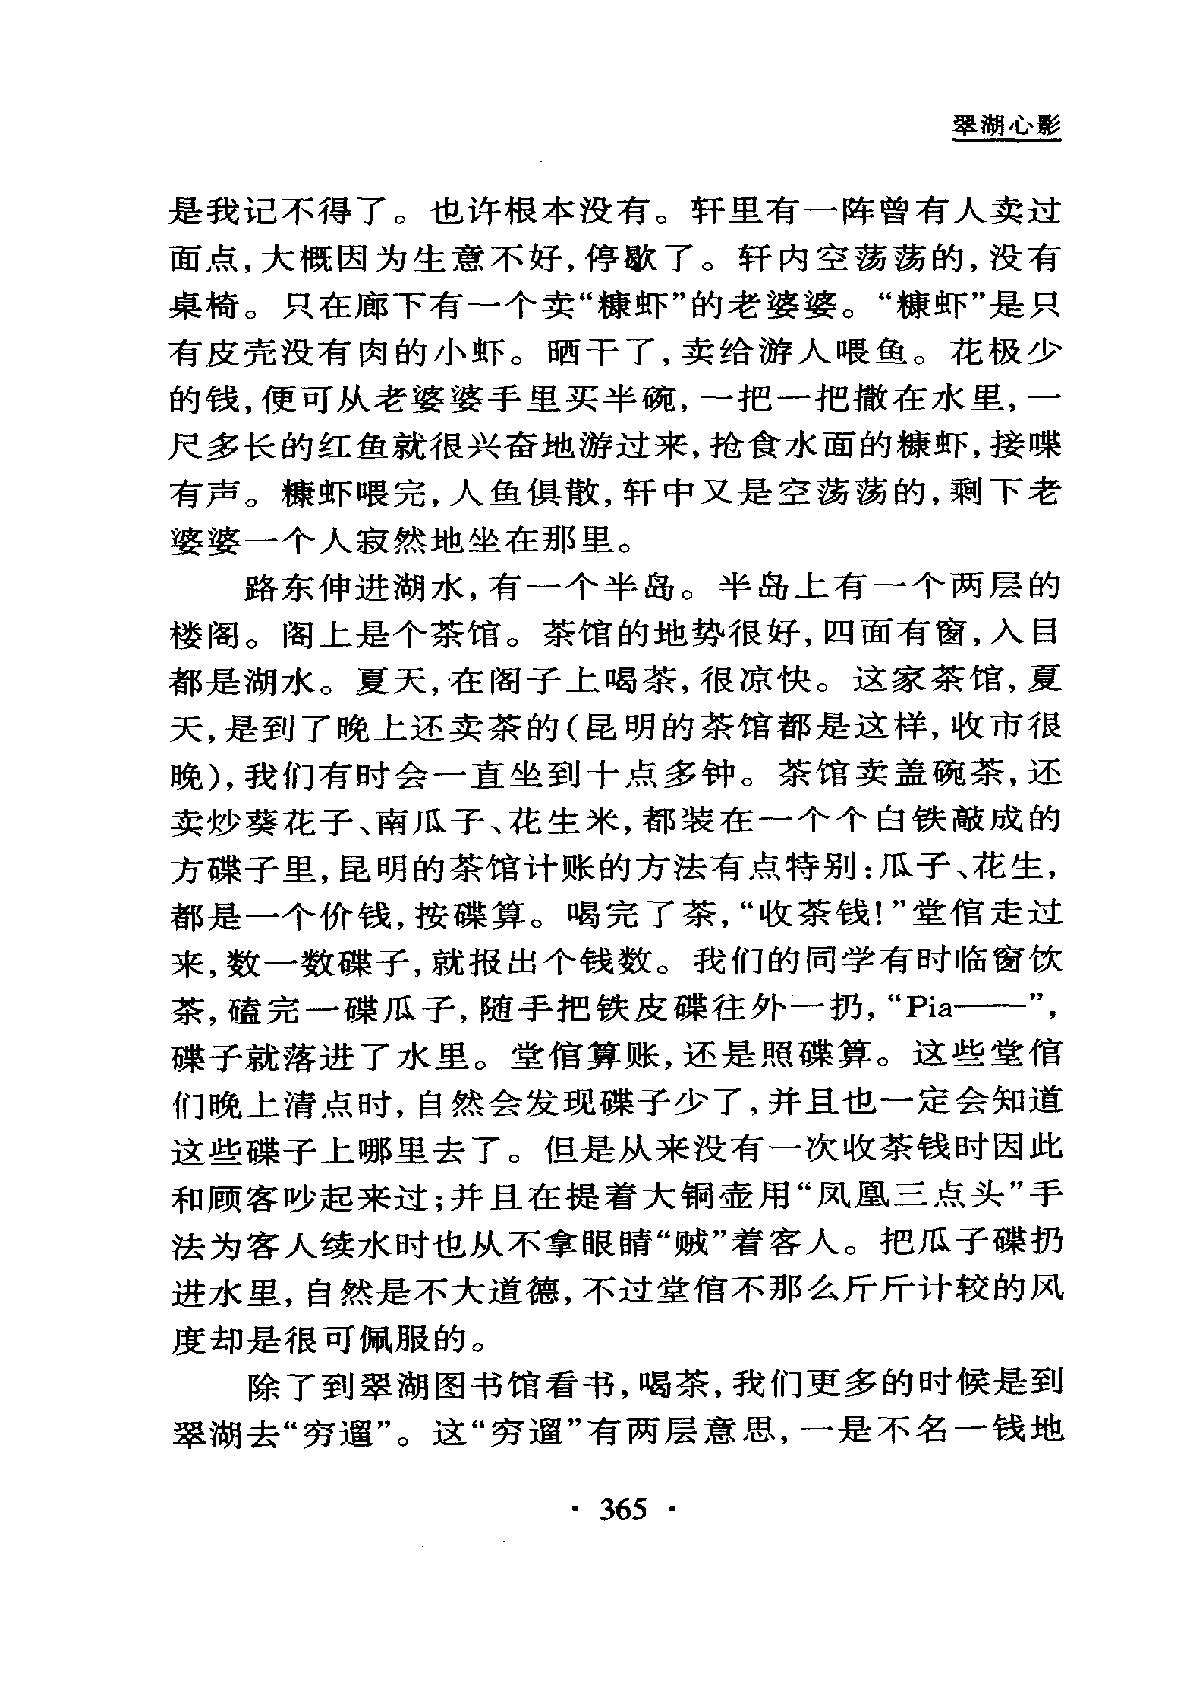 翠湖心影
是我记不得了。也许根本没有。轩里有一阵曾有人卖过
面点,大概因为生意不好,停歇了。轩内空荡荡的,没有
桌椅。只在廊下有一个卖“糠虾”的老婆婆。“糠虾”是只
有皮壳没有肉的小虾。晒干了,卖给游人喂鱼。花极少
的钱,便可从老婆婆手里买半碗,一把一把撒在水里,一
尺多长的红鱼就很兴奋地游过来,抢食水面的糠虾,接喋
有声。糠虾喂完,人鱼俱散,轩中又是空荡荡的,剩下老
婆婆一个人寂然地坐在那里。
路东伸进湖水,有一个半岛。半岛上有一个两层的
楼阁。阁上是个茶馆。茶馆的地势很好,四面有窗,入目
都是湖水。夏天,在阁子上喝茶,很凉快。这家茶馆,夏
天,是到了晚上还卖茶的(昆明的茶馆都是这样,收市很
晚),我们有时会一直坐到十点多钟。茶馆卖盖碗茶,还
卖炒葵花子、南瓜子、花生米,都装在一个个白铁敲成的
方碟子里,昆明的茶馆计账的方法有点特别:瓜子、花生,
都是一个价钱,按碟算。喝完了茶,“收茶钱!”堂倌走过
来,数一数碟子,就报出个钱数。我们的同学有时临窗饮
茶,嗑完一碟瓜子,随手把铁皮碟往外一扔,“Pia——”,
碟子就落进了水里。堂倌算账,还是照碟算。这些堂倌
们晚上清点时,自然会发现碟子少了,并且也一定会知道
这些碟子上哪里去了。但是从来没有一次收茶钱时因此
和顾客吵起来过;并且在提着大铜壶用“凤凰三点头”手
法为客人续水时也从不拿眼睛“贼”着客人。把瓜子碟扔
进水里,自然是不大道德,不过堂倌不那么斤斤计较的风
度却是很可佩服的。
除了到翠湖图书馆看书,喝茶,我们更多的时候是到
翠湖去“穷遛”。这“穷遛”有两层意思,一是不名一钱地
· 365 ·